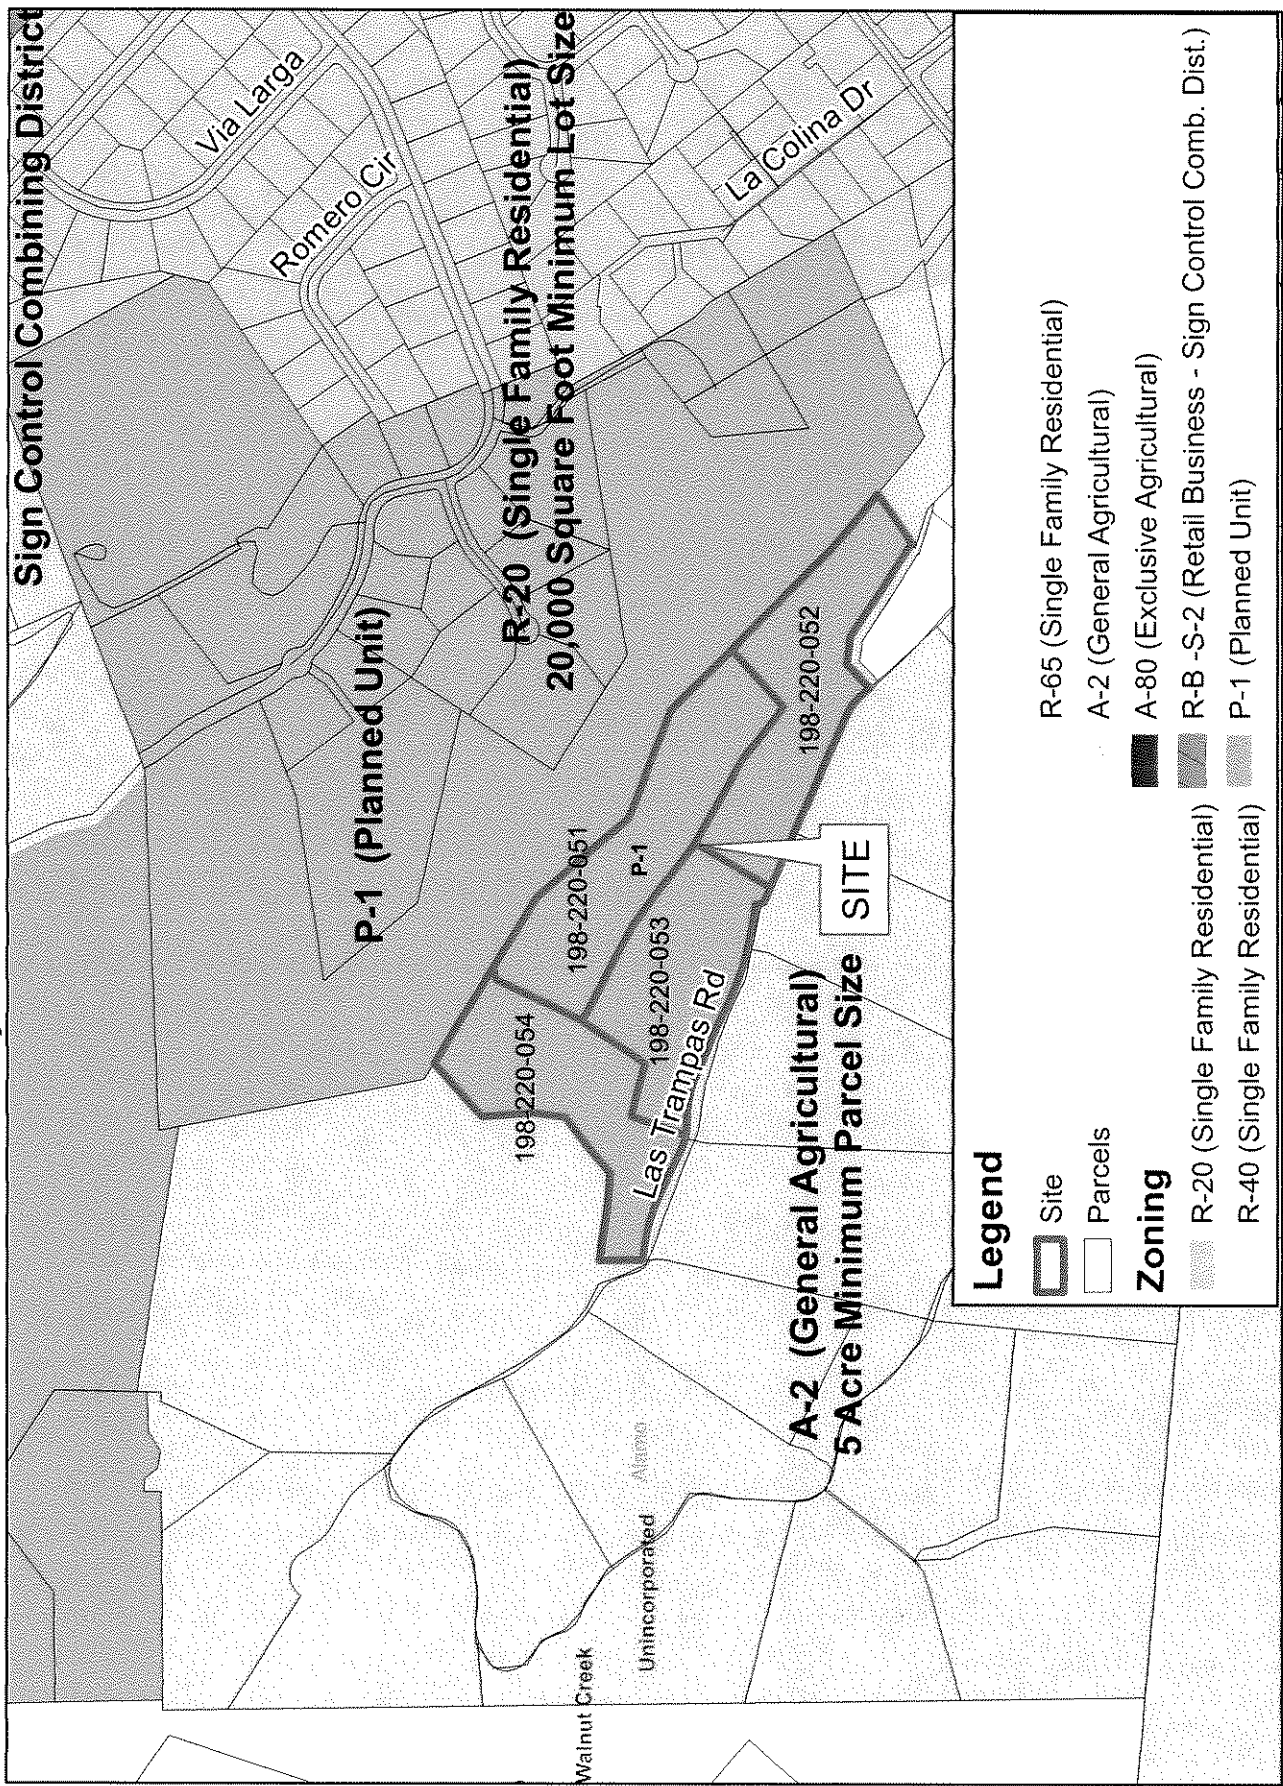 Sign Control Combining District
Via Larga
Romero Cir
R-20 (Single Family Residential)
20,000 Square Foot Minimum Lot Size
La Colina Dr
P-1 (Planned Unit)
198-220-054
198-220-051
P-1
198-220-053
198-220-052
Las Trampas Rd
SITE
A-2 (General Agricultural)
5 Acre Minimum Parcel Size
Walnut Creek
Unincorporated
Alamo
Legend
Site
Parcels
Zoning
R-20 (Single Family Residential)
R-40 (Single Family Residential)
R-65 (Single Family Residential)
A-2 (General Agricultural)
A-80 (Exclusive Agricultural)
R-B -S-2 (Retail Business - Sign Control Comb. Dist.)
P-1 (Planned Unit)